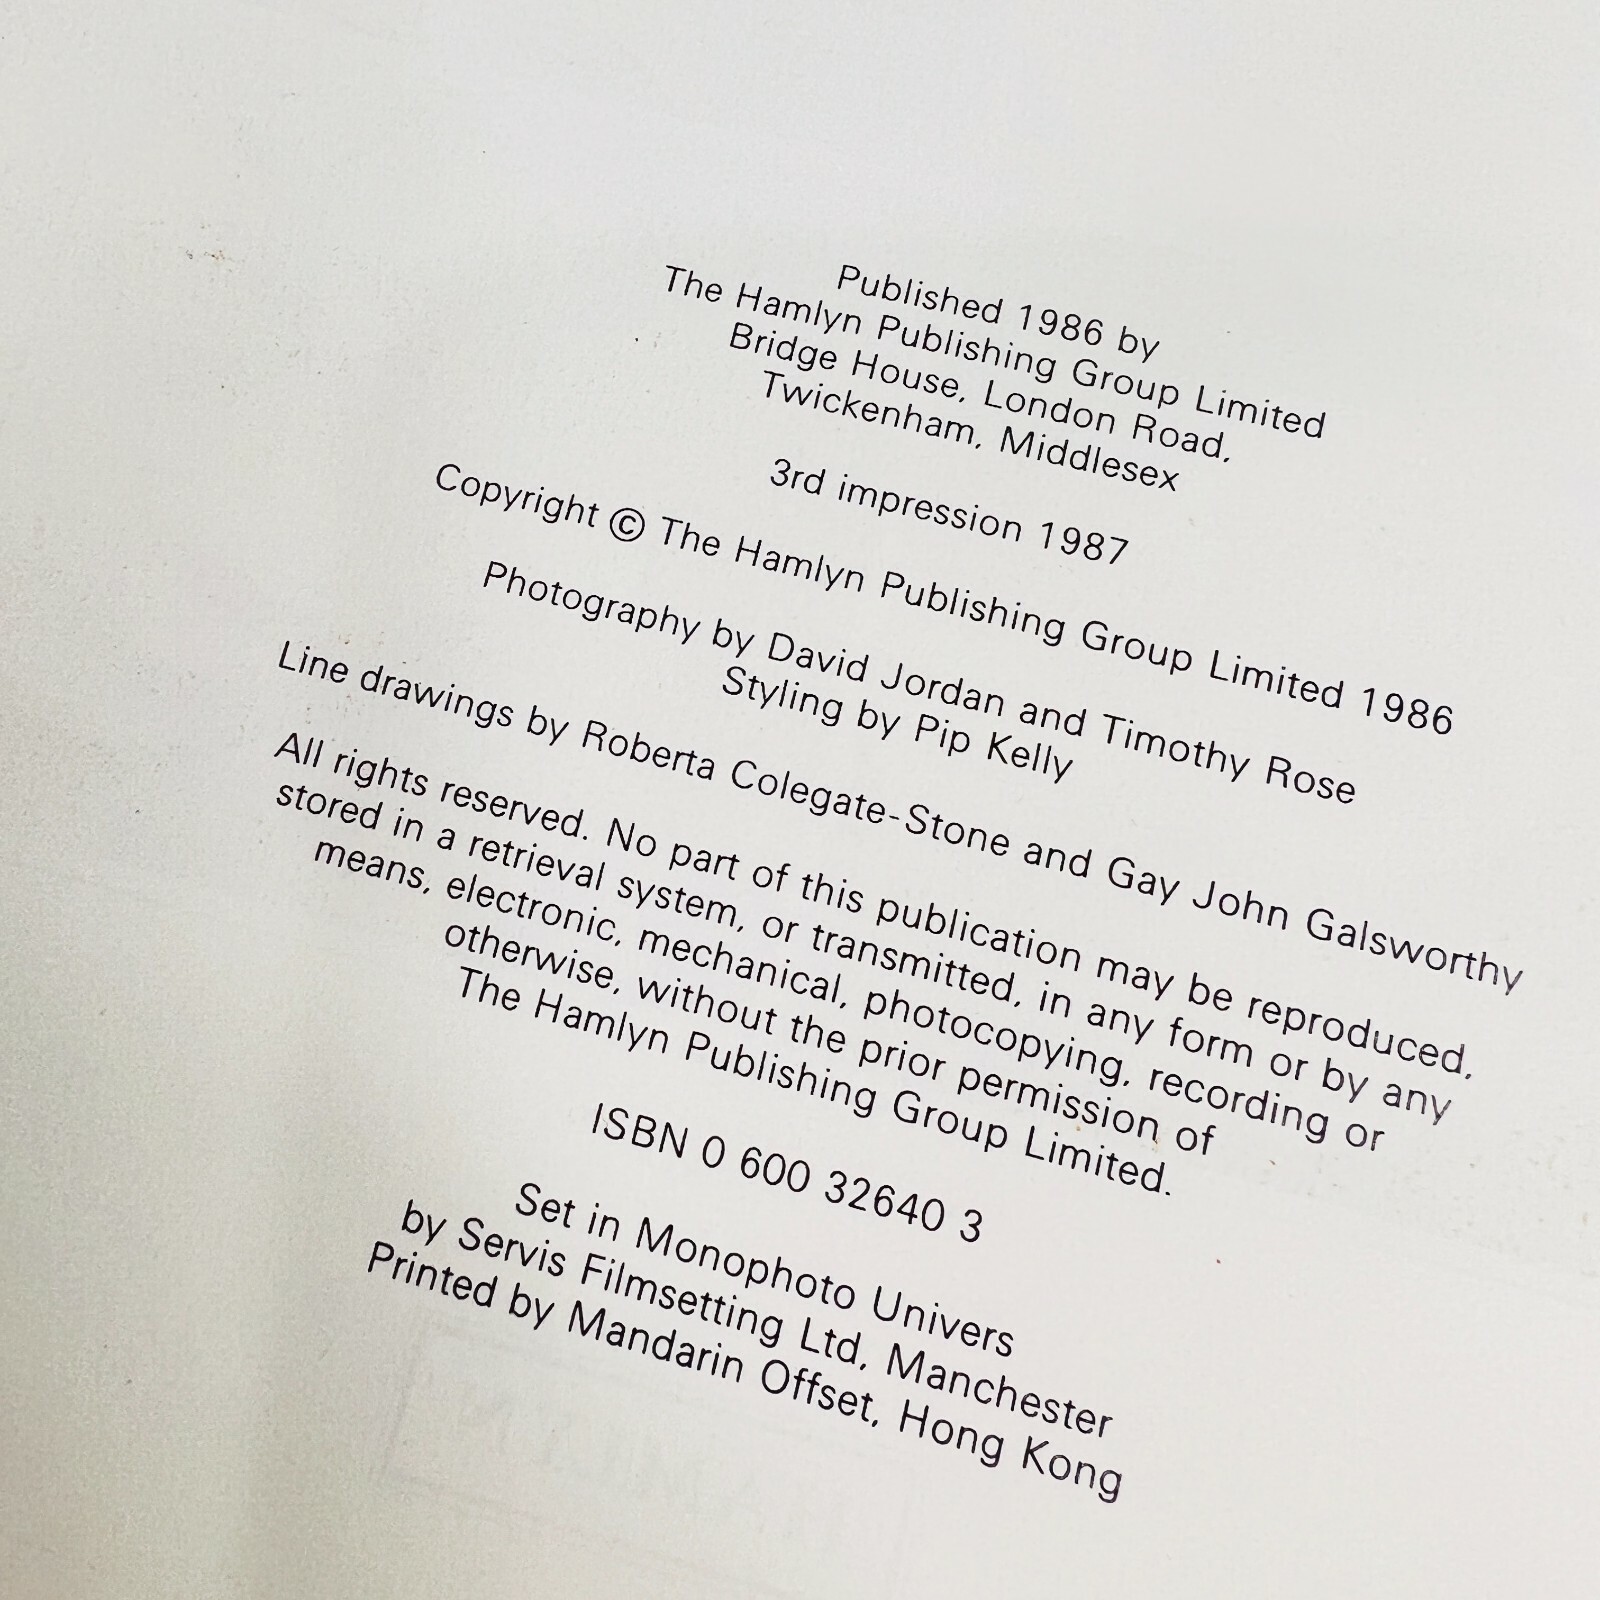 Published 1986 by
The Hamlyn Publishing Group Limited
Bridge House, London Road,
Twickenham, Middlesex
3rd impression 1987
Copyright © The Hamlyn Publishing Group Limited 1986
Photography by David Jordan and Timothy Rose
Styling by Pip Kelly
Line drawings by Roberta Colegate-Stone and Gay John Galsworthy
All rights reserved. No part of this publication may be reproduced,
stored in a retrieval system, or transmitted, in any form or by any
means, electronic, mechanical, photocopying, recording or
otherwise, without the prior permission of
The Hamlyn Publishing Group Limited.
ISBN 0 600 32640 3
Set in Monophoto Univers
by Servis Filmsetting Ltd, Manchester
Printed by Mandarin Offset, Hong Kong